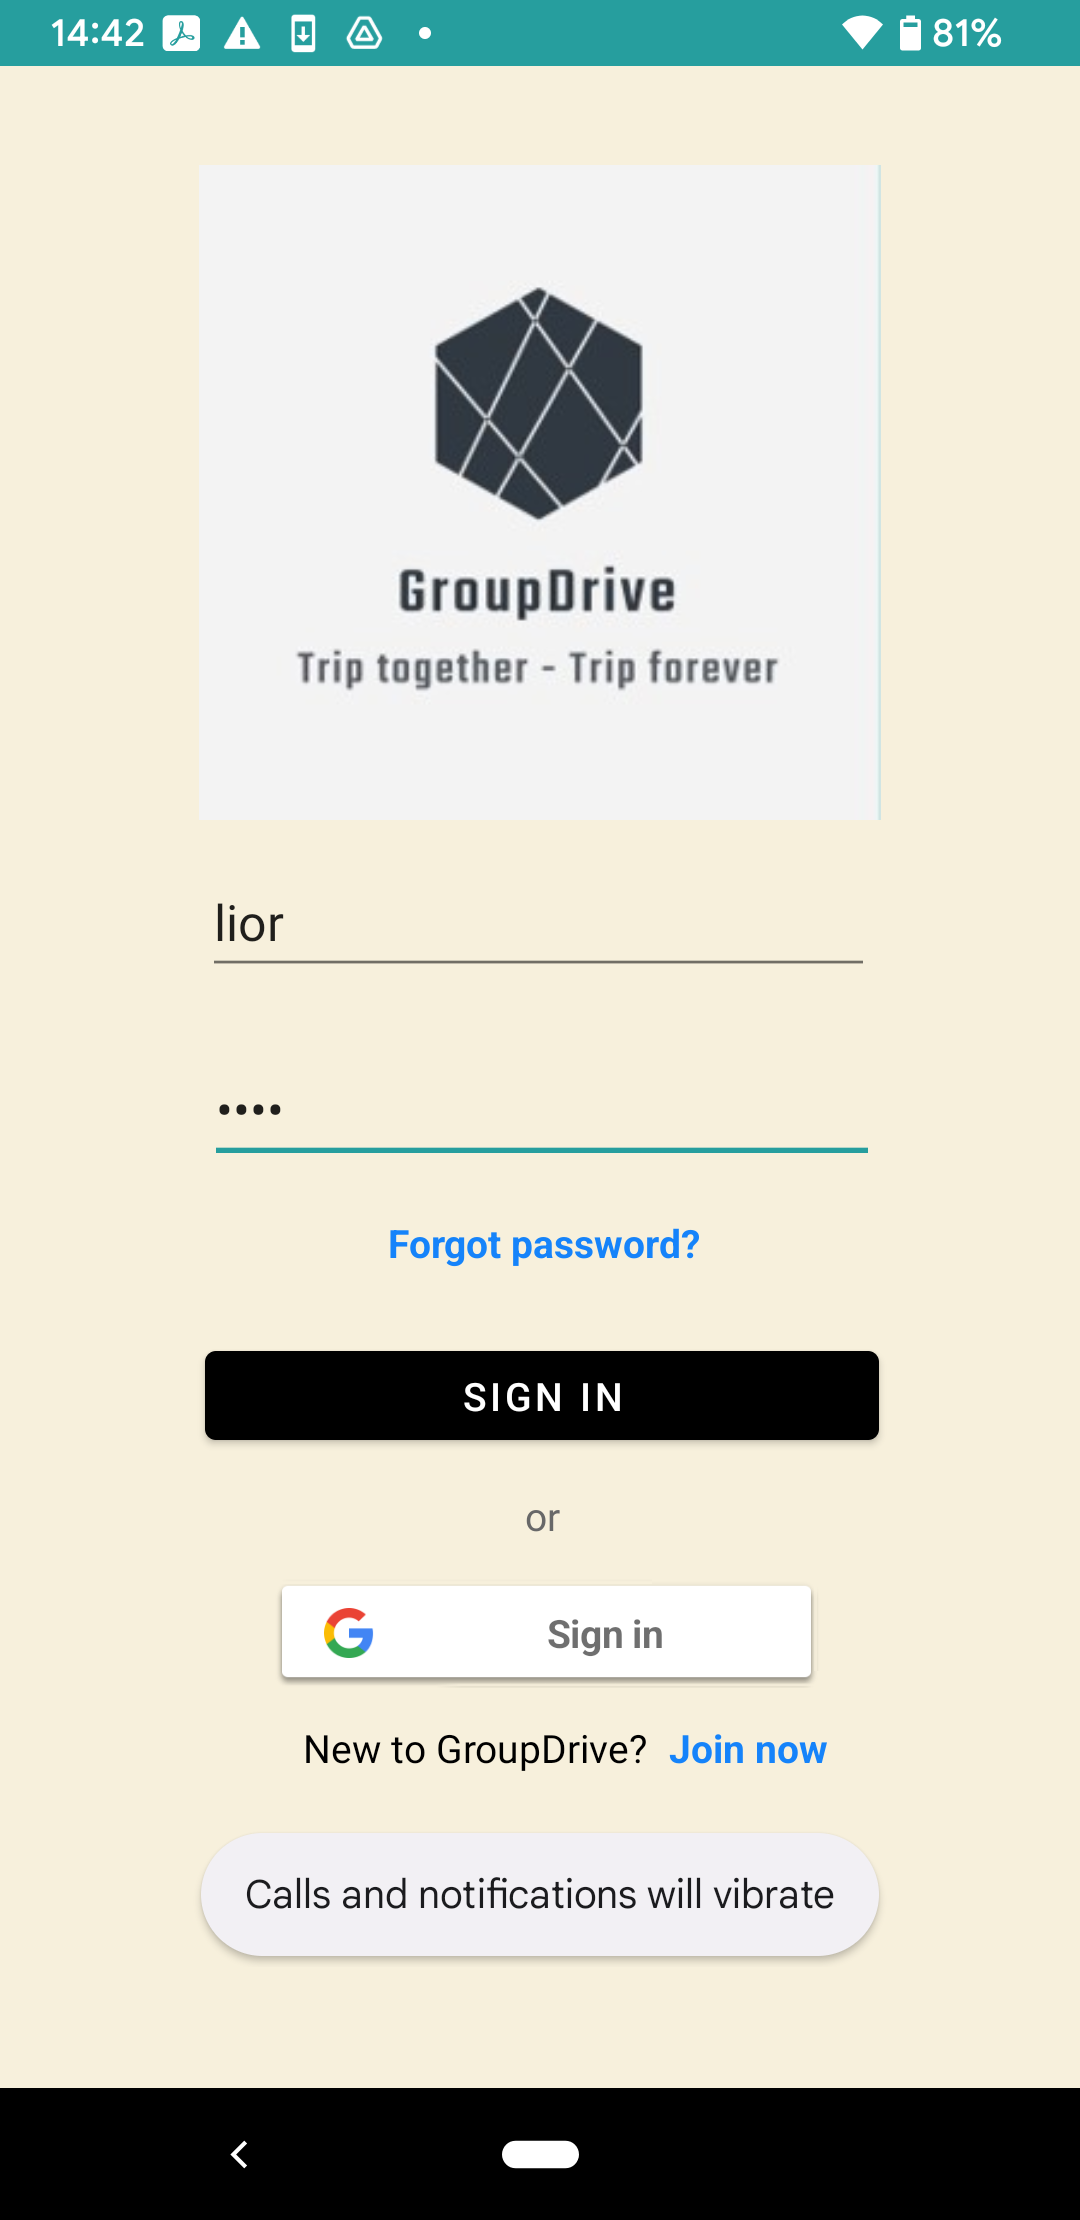 14:42 81%
GroupDrive
Trip together - Trip forever
lior
••••
Forgot password?
SIGN IN
or
Sign in
New to GroupDrive? Join now
Calls and notifications will vibrate